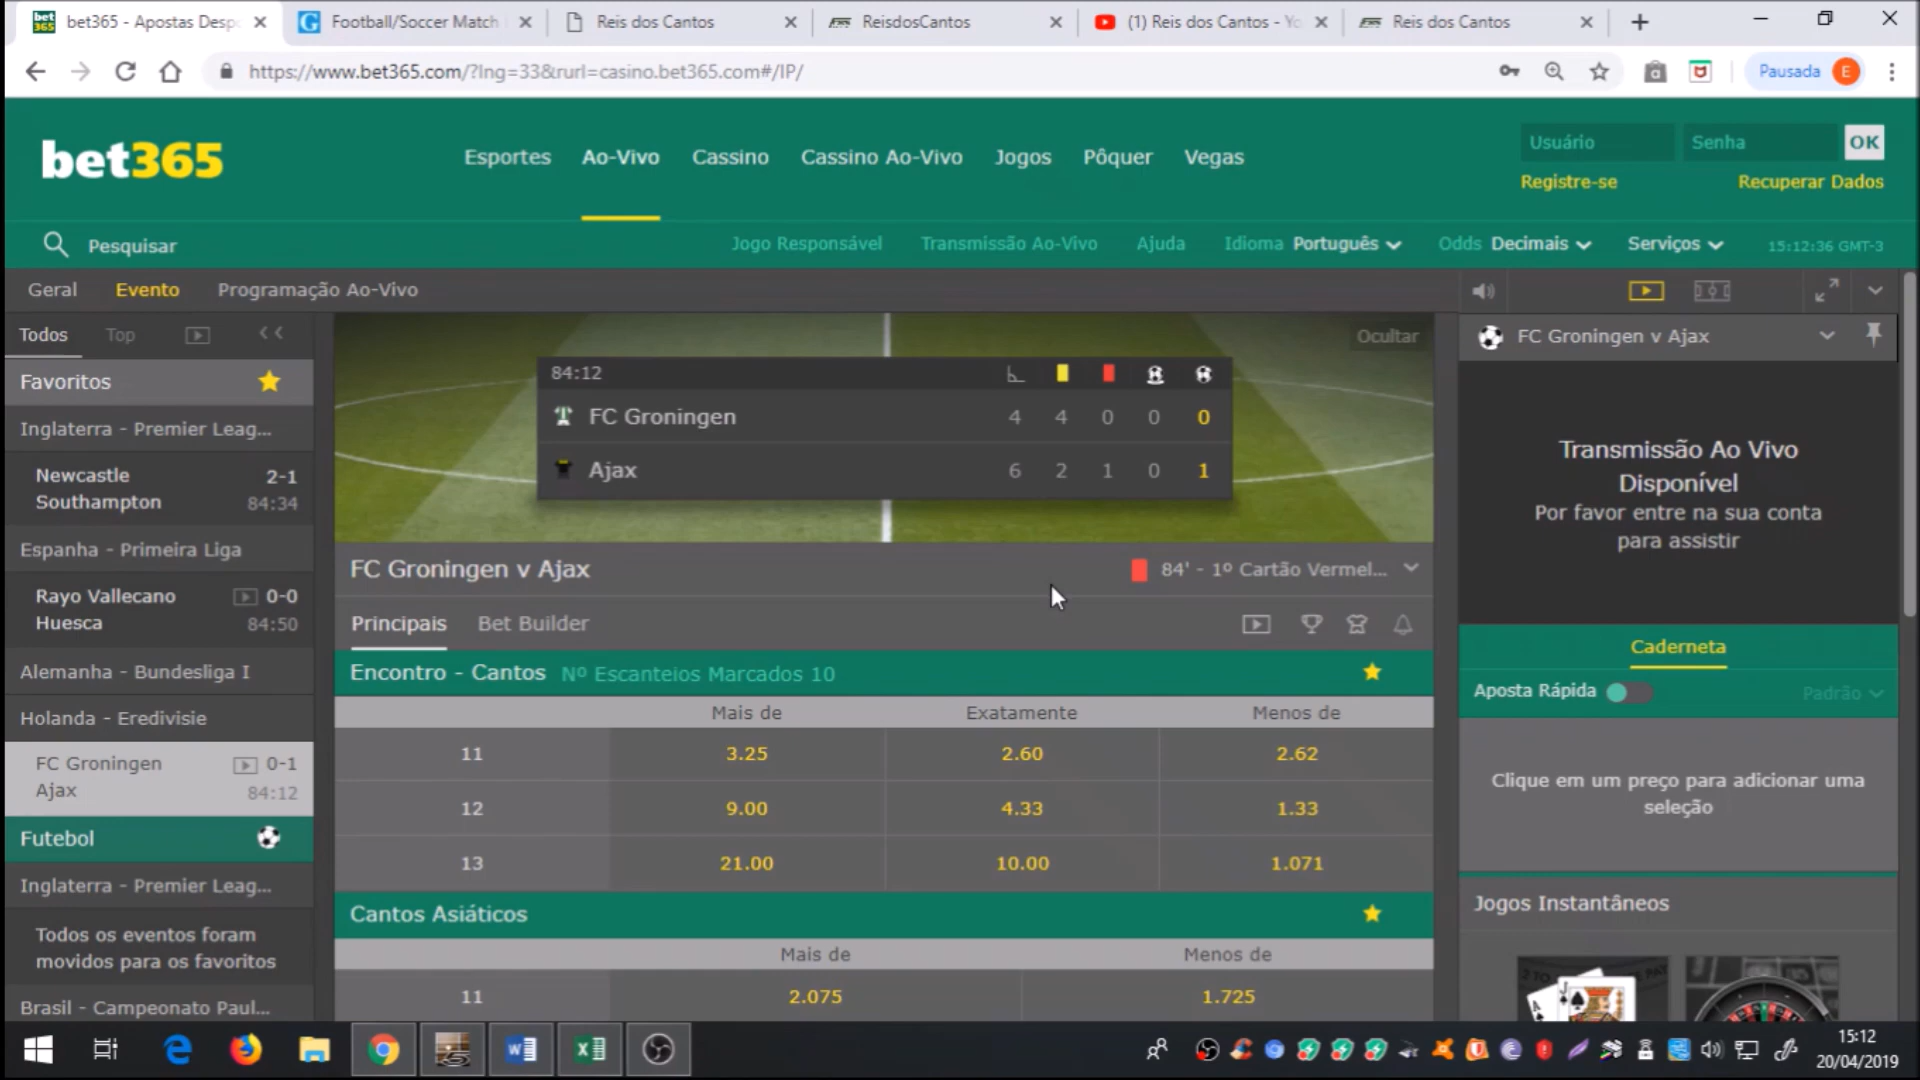 bet365 - Apostas Despo
Football/Soccer Match
Reis dos Cantos
ReisdosCantos
(1) Reis dos Cantos - Yo
Reis dos Cantos
https://www.bet365.com/?lng=33&rurl=casino.bet365.com#/IP/
Pausada E
bet365
Esportes Ao-Vivo Cassino Cassino Ao-Vivo Jogos Pôquer Vegas
Usuário Senha OK
Registre-se Recuperar Dados
Pesquisar
Jogo Responsável Transmissão Ao-Vivo Ajuda Idioma Português Odds Decimais Serviços 15:12:36 GMT-3
Geral Evento Programação Ao-Vivo
Todos Top
Favoritos
Inglaterra - Premier Leag...
Newcastle 2-1
Southampton 84:34
Espanha - Primeira Liga
Rayo Vallecano 0-0
Huesca 84:50
Alemanha - Bundesliga I
Holanda - Eredivisie
FC Groningen 0-1
Ajax 84:12
Futebol
Inglaterra - Premier Leag...
Todos os eventos foram
movidos para os favoritos
Brasil - Campeonato Paul...
Ocultar
84:12
FC Groningen 4 4 0 0 0
Ajax 6 2 1 0 1
FC Groningen v Ajax
84' - 1º Cartão Vermel...
Principais Bet Builder
Encontro - Cantos Nº Escanteios Marcados 10
Mais de Exatamente Menos de
11 3.25 2.60 2.62
12 9.00 4.33 1.33
13 21.00 10.00 1.071
Cantos Asiáticos
Mais de Menos de
11 2.075 1.725
FC Groningen v Ajax
Transmissão Ao Vivo
Disponível
Por favor entre na sua conta
para assistir
Caderneta
Aposta Rápida Padrão
Clique em um preço para adicionar uma
seleção
Jogos Instantâneos
15:12
20/04/2019